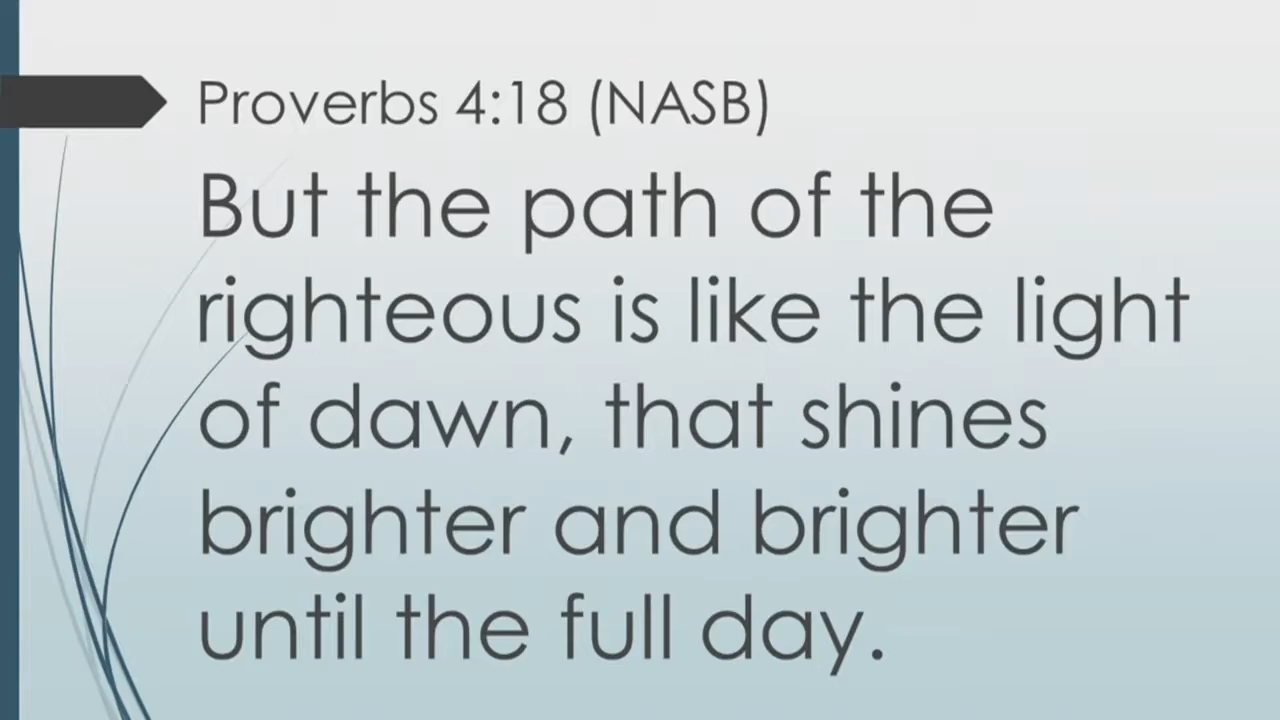 Proverbs 4:18 (NASB)
But the path of the
righteous is like the light
of dawn, that shines
brighter and brighter
until the full day.